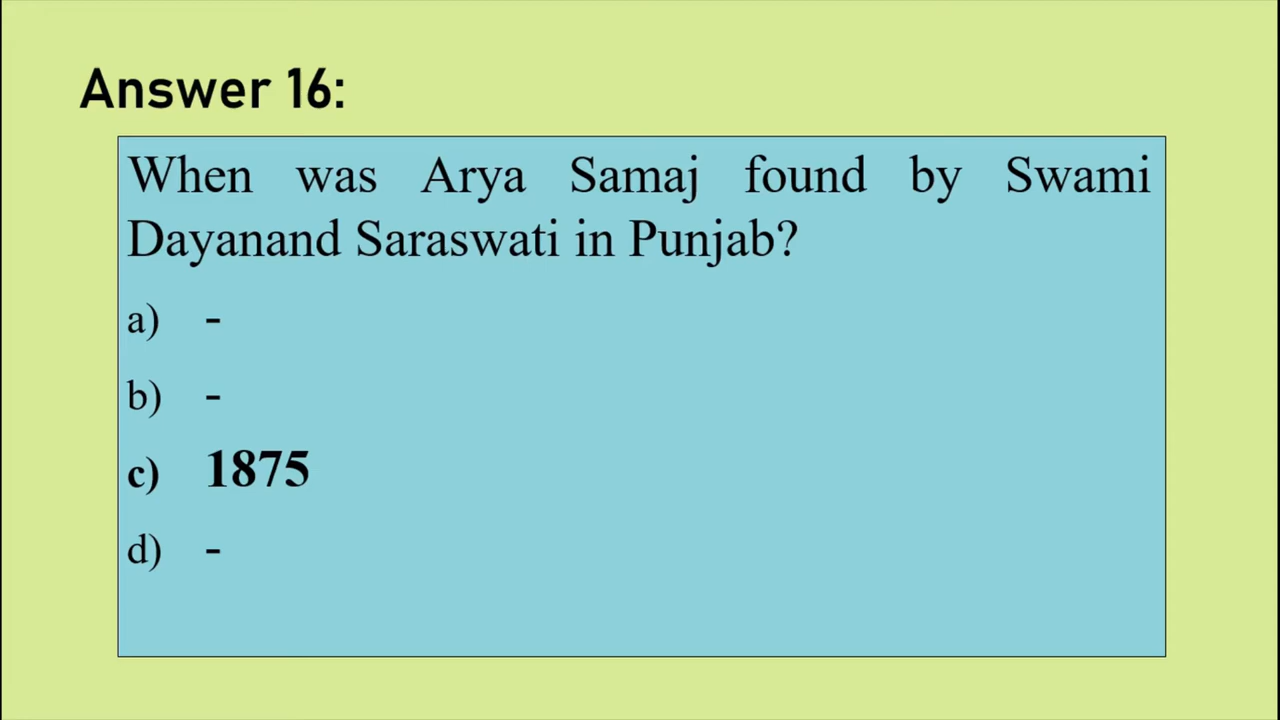 Answer 16:
When was Arya Samaj found by Swami
Dayanand Saraswati in Punjab?
a) -
b) -
c) 1875
d) -